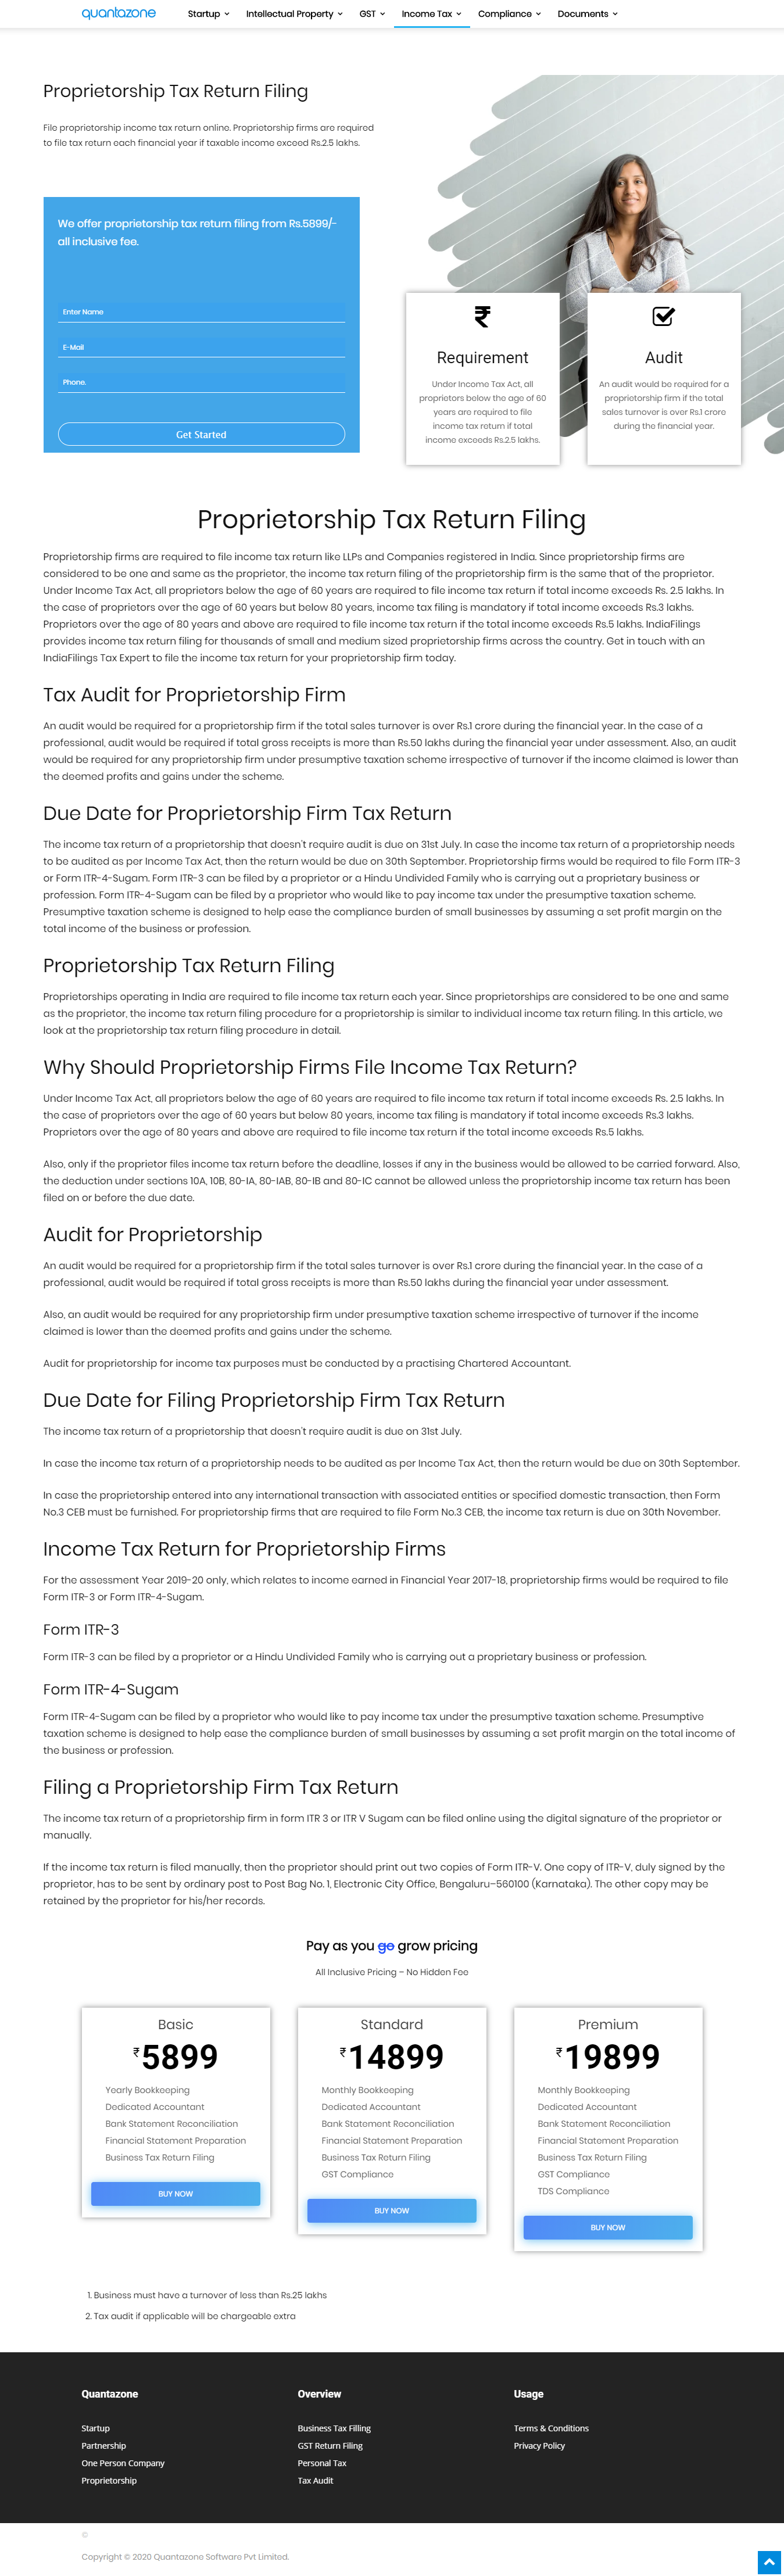 quantazone
Startup
Intellectual Property
GST
Income Tax
Compliance
Documents
Proprietorship Tax Return Filing
File proprietorship income tax return online. Proprietorship firms are required
to file tax return each financial year if taxable income exceed Rs.2.5 lakhs.
We offer proprietorship tax return filing from Rs.5899/-
all inclusive fee.
Enter Name
E-Mail
Phone.
Get Started
Requirement
Under Income Tax Act, all
proprietors below the age of 60
years are required to file
income tax return if total
income exceeds Rs.2.5 lakhs.
Audit
An audit would be required for a
proprietorship firm if the total
sales turnover is over Rs.1 crore
during the financial year.
Proprietorship Tax Return Filing
Proprietorship firms are required to file income tax return like LLPs and Companies registered in India. Since proprietorship firms are
considered to be one and same as the proprietor, the income tax return filing of the proprietorship firm is the same that of the proprietor.
Under Income Tax Act, all proprietors below the age of 60 years are required to file income tax return if total income exceeds Rs. 2.5 lakhs. In
the case of proprietors over the age of 60 years but below 80 years, income tax filing is mandatory if total income exceeds Rs.3 lakhs.
Proprietors over the age of 80 years and above are required to file income tax return if the total income exceeds Rs.5 lakhs. IndiaFilings
provides income tax return filing for thousands of small and medium sized proprietorship firms across the country. Get in touch with an
IndiaFilings Tax Expert to file the income tax return for your proprietorship firm today.
Tax Audit for Proprietorship Firm
An audit would be required for a proprietorship firm if the total sales turnover is over Rs.1 crore during the financial year. In the case of a
professional, audit would be required if total gross receipts is more than Rs.50 lakhs during the financial year under assessment. Also, an audit
would be required for any proprietorship firm under presumptive taxation scheme irrespective of turnover if the income claimed is lower than
the deemed profits and gains under the scheme.
Due Date for Proprietorship Firm Tax Return
The income tax return of a proprietorship that doesn't require audit is due on 31st July. In case the income tax return of a proprietorship needs
to be audited as per Income Tax Act, then the return would be due on 30th September. Proprietorship firms would be required to file Form ITR-3
or Form ITR-4-Sugam. Form ITR-3 can be filed by a proprietor or a Hindu Undivided Family who is carrying out a proprietary business or
profession. Form ITR-4-Sugam can be filed by a proprietor who would like to pay income tax under the presumptive taxation scheme.
Presumptive taxation scheme is designed to help ease the compliance burden of small businesses by assuming a set profit margin on the
total income of the business or profession.
Proprietorship Tax Return Filing
Proprietorships operating in India are required to file income tax return each year. Since proprietorships are considered to be one and same
as the proprietor, the income tax return filing procedure for a proprietorship is similar to individual income tax return filing. In this article, we
look at the proprietorship tax return filing procedure in detail.
Why Should Proprietorship Firms File Income Tax Return?
Under Income Tax Act, all proprietors below the age of 60 years are required to file income tax return if total income exceeds Rs. 2.5 lakhs. In
the case of proprietors over the age of 60 years but below 80 years, income tax filing is mandatory if total income exceeds Rs.3 lakhs.
Proprietors over the age of 80 years and above are required to file income tax return if the total income exceeds Rs.5 lakhs.
Also, only if the proprietor files income tax return before the deadline, losses if any in the business would be allowed to be carried forward. Also,
the deduction under sections 10A, 10B, 80-IA, 80-IAB, 80-IB and 80-IC cannot be allowed unless the proprietorship income tax return has been
filed on or before the due date.
Audit for Proprietorship
An audit would be required for a proprietorship firm if the total sales turnover is over Rs.1 crore during the financial year. In the case of a
professional, audit would be required if total gross receipts is more than Rs.50 lakhs during the financial year under assessment.
Also, an audit would be required for any proprietorship firm under presumptive taxation scheme irrespective of turnover if the income
claimed is lower than the deemed profits and gains under the scheme.
Audit for proprietorship for income tax purposes must be conducted by a practising Chartered Accountant.
Due Date for Filing Proprietorship Firm Tax Return
The income tax return of a proprietorship that doesn't require audit is due on 31st July.
In case the income tax return of a proprietorship needs to be audited as per Income Tax Act, then the return would be due on 30th September.
In case the proprietorship entered into any international transaction with associated entities or specified domestic transaction, then Form
No.3 CEB must be furnished. For proprietorship firms that are required to file Form No.3 CEB, the income tax return is due on 30th November.
Income Tax Return for Proprietorship Firms
For the assessment Year 2019-20 only, which relates to income earned in Financial Year 2017-18, proprietorship firms would be required to file
Form ITR-3 or Form ITR-4-Sugam.
Form ITR-3
Form ITR-3 can be filed by a proprietor or a Hindu Undivided Family who is carrying out a proprietary business or profession.
Form ITR-4-Sugam
Form ITR-4-Sugam can be filed by a proprietor who would like to pay income tax under the presumptive taxation scheme. Presumptive
taxation scheme is designed to help ease the compliance burden of small businesses by assuming a set profit margin on the total income of
the business or profession.
Filing a Proprietorship Firm Tax Return
The income tax return of a proprietorship firm in form ITR 3 or ITR V Sugam can be filed online using the digital signature of the proprietor or
manually.
If the income tax return is filed manually, then the proprietor should print out two copies of Form ITR-V. One copy of ITR-V, duly signed by the
proprietor, has to be sent by ordinary post to Post Bag No. 1, Electronic City Office, Bengaluru–560100 (Karnataka). The other copy may be
retained by the proprietor for his/her records.
Pay as you go grow pricing
All Inclusive Pricing – No Hidden Fee
Basic
₹5899
Yearly Bookkeeping
Dedicated Accountant
Bank Statement Reconciliation
Financial Statement Preparation
Business Tax Return Filing
BUY NOW
Standard
₹14899
Monthly Bookkeeping
Dedicated Accountant
Bank Statement Reconciliation
Financial Statement Preparation
Business Tax Return Filing
GST Compliance
BUY NOW
Premium
₹19899
Monthly Bookkeeping
Dedicated Accountant
Bank Statement Reconciliation
Financial Statement Preparation
Business Tax Return Filing
GST Compliance
TDS Compliance
BUY NOW
1. Business must have a turnover of less than Rs.25 lakhs
2. Tax audit if applicable will be chargeable extra
Quantazone
Startup
Partnership
One Person Company
Proprietorship
Overview
Business Tax Filling
GST Return Filing
Personal Tax
Tax Audit
Usage
Terms & Conditions
Privacy Policy
©
Copyright © 2020 Quantazone Software Pvt Limited.